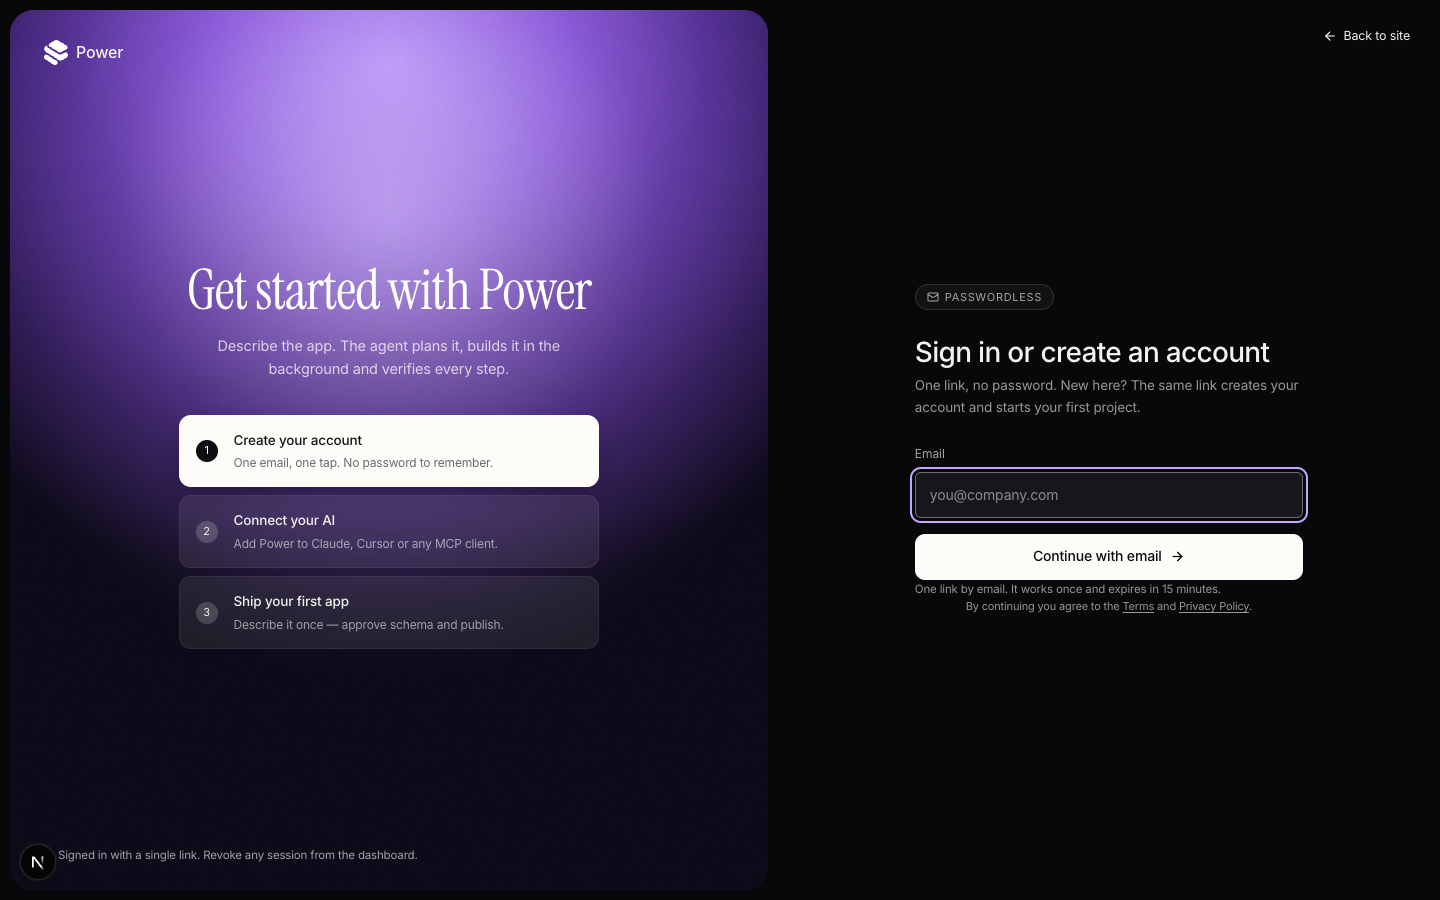 Power
Back to site
Get started with Power
Describe the app. The agent plans it, builds it in the
background and verifies every step.
1
Create your account
One email, one tap. No password to remember.
2
Connect your AI
Add Power to Claude, Cursor or any MCP client.
3
Ship your first app
Describe it once — approve schema and publish.
N
Signed in with a single link. Revoke any session from the dashboard.
PASSWORDLESS
Sign in or create an account
One link, no password. New here? The same link creates your
account and starts your first project.
Email
you@company.com
Continue with email
One link by email. It works once and expires in 15 minutes.
By continuing you agree to the Terms and Privacy Policy.